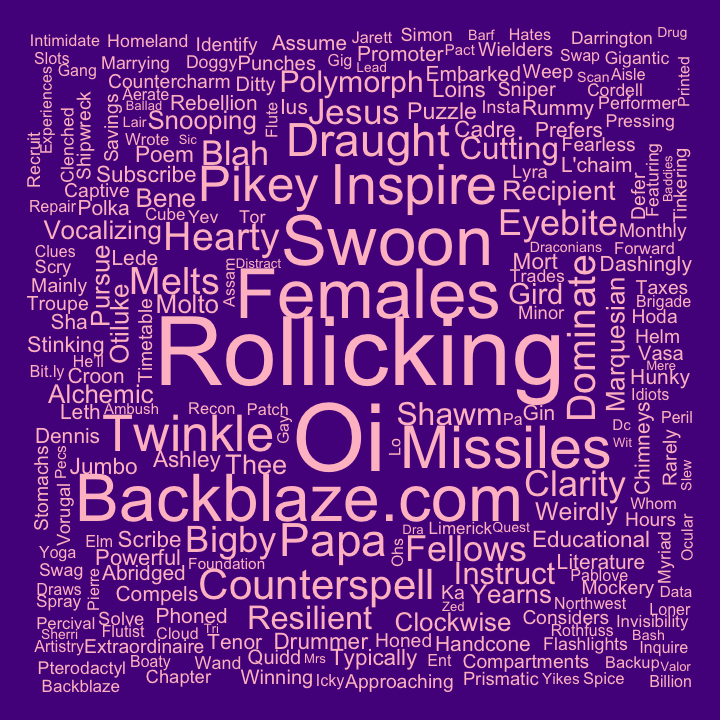 Intimidate Homeland Identify Assume Jarett Simon Barf Hates Darrington Drug
Slots Marrying Doggy Punches Gig Promoter Pact Wielders Swap Gigantic
Gang Lead Scan Aisle
Experiences Countercharm Ditty Polymorph Embarked Weep Sniper Cordell Printed
Aerate Loins
Ballad Rebellion Ius Jesus Puzzle Insta Rummy Performer
Clenched Shipwreck Savings Lair Snooping Flute Cadre Prefers Pressing
Recruit Wrote Sic Draught Cutting Fearless
Poem Blah L'chaim
Subscribe Pikey Inspire Lyra Recipient Defer Featuring Baddies Tinkering
Captive Bene
Repair Polka Cube Yev Tor Eyebite Monthly
Vocalizing Hearty Swoon Draconians Forward
Clues Lede Assam Distract Mort Dashingly
Scry Pursue Melts Females Trades
Mainly Otiluke Gird Dominate Marquesian Taxes
Troupe Molto Minor Brigade
Sha Timetable Hoda
Stinking Rollicking Helm
He'll Vasa
Bit.ly Croon Mere
Alchemic Hunky
Idiots
Leth Ambush Recon Patch Oi Shawm Pa Gin Peril
Dennis Twinkle Gay Lo Missiles Dc Chimneys
Stomachs Pecs Jumbo Ashley Thee Wit Rarely Slew
Vorugal Backblaze.com Clarity Whom
Weirdly Hours
Elm Scribe Bigby Papa Dra Limerick Quest Educational Myriad Ocular
Yoga Powerful Ohs Fellows
Swag Abridged Foundation Instruct Literature
Pablove
Draws Pierre Compels Counterspell Ka Yearns Mockery Data
Spray Zed Northwest Loner
Percival Solve Phoned Resilient Clockwise Considers Invisibility
Sherri Flutist Cloud Tri Rothfuss Bash
Artistry Extraordinaire Tenor Drummer Honed Handcone Flashlights Inquire
Pterodactyl Boaty Wand Quidd Mrs Typically Ent Compartments Backup Valor
Backblaze Chapter Winning Icky Approaching Prismatic Yikes Spice Billion